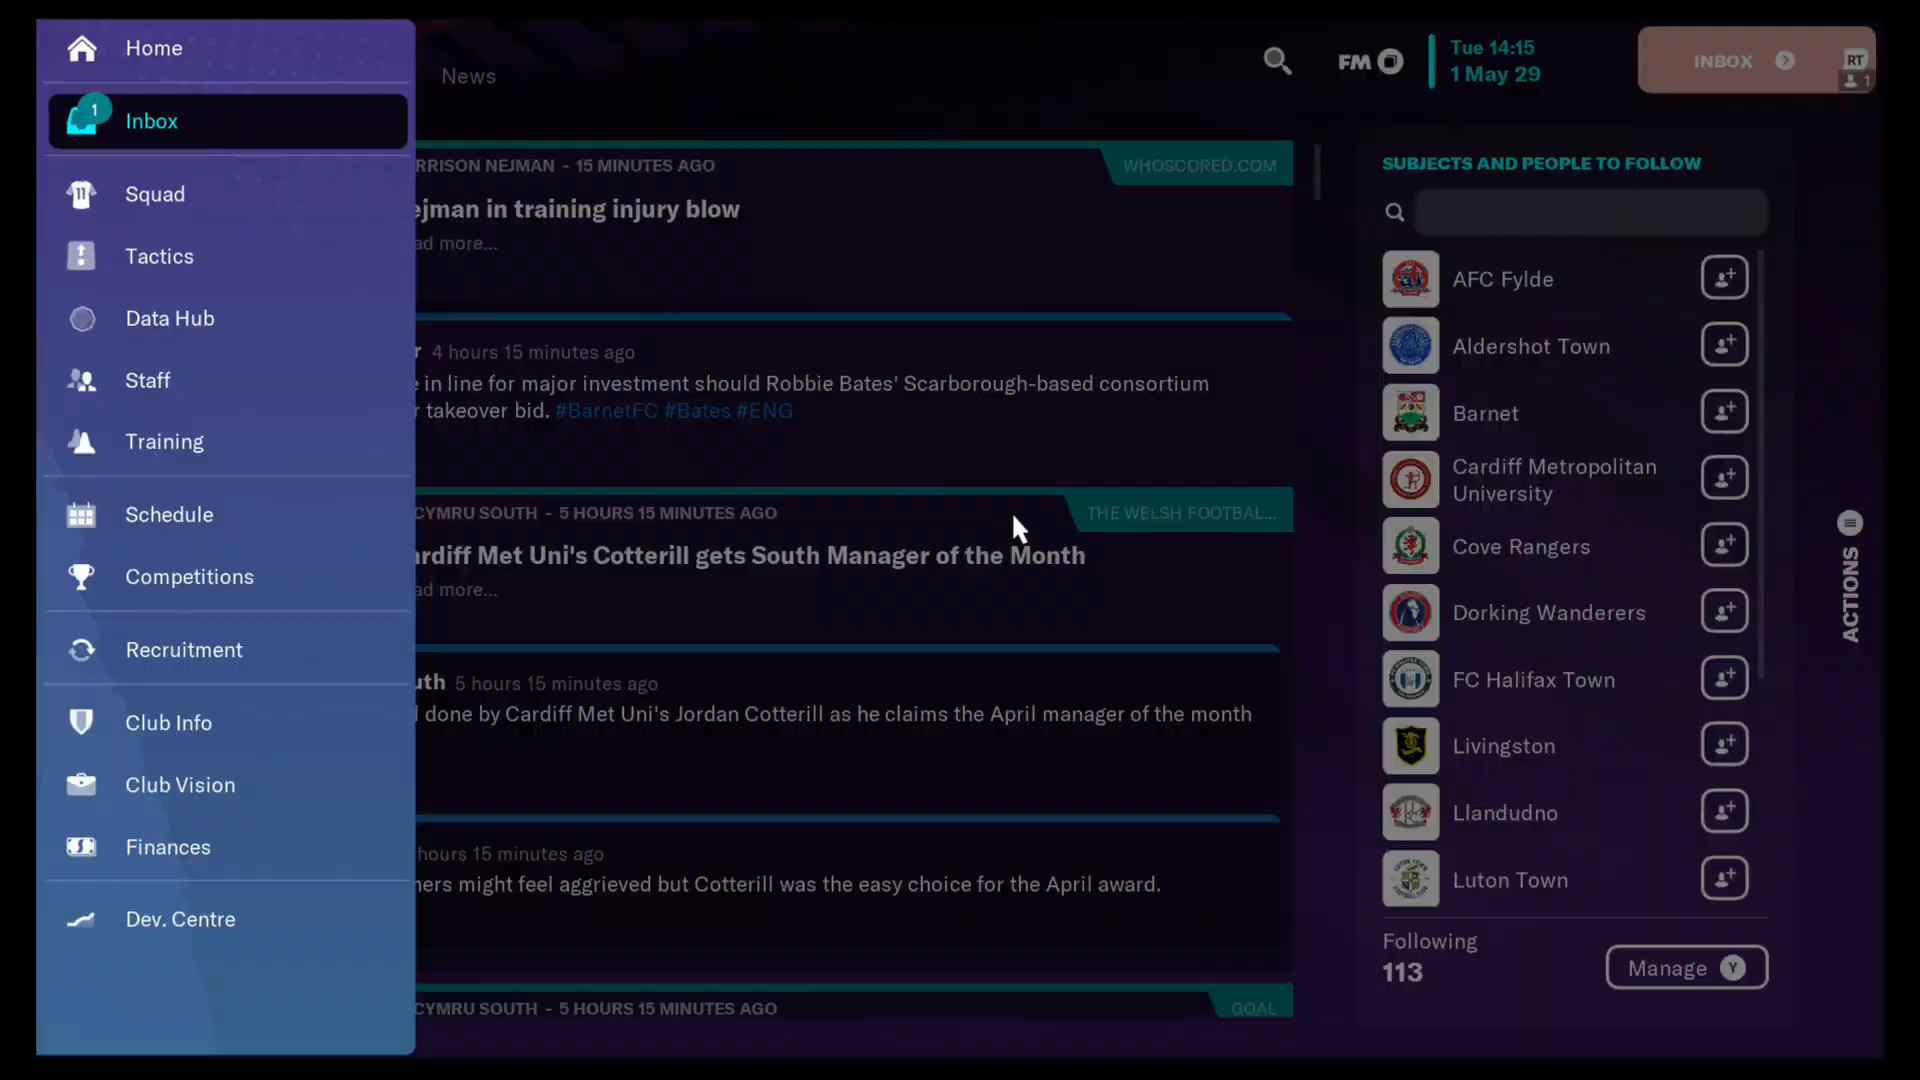 Home
1
Inbox
Squad
Tactics
Data Hub
Staff
Training
Schedule
Competitions
Recruitment
Club Info
Club Vision
Finances
Dev. Centre
News
RRISON NEJMAN - 15 MINUTES AGO
WHOSCORED.COM
ejman in training injury blow
ad more...
r 4 hours 15 minutes ago
e in line for major investment should Robbie Bates' Scarborough-based consortium
r takeover bid. #BarnetFC #Bates #ENG
CYMRU SOUTH - 5 HOURS 15 MINUTES AGO
THE WELSH FOOTBAL...
ardiff Met Uni's Cotterill gets South Manager of the Month
ad more...
uth 5 hours 15 minutes ago
l done by Cardiff Met Uni's Jordan Cotterill as he claims the April manager of the month
hours 15 minutes ago
hers might feel aggrieved but Cotterill was the easy choice for the April award.
CYMRU SOUTH - 5 HOURS 15 MINUTES AGO
GOAL
FM
Tue 14:15
1 May 29
INBOX
RT
1
SUBJECTS AND PEOPLE TO FOLLOW
AFC Fylde
Aldershot Town
Barnet
Cardiff Metropolitan
University
Cove Rangers
Dorking Wanderers
FC Halifax Town
Livingston
Llandudno
Luton Town
Following
113
Manage Y
ACTIONS